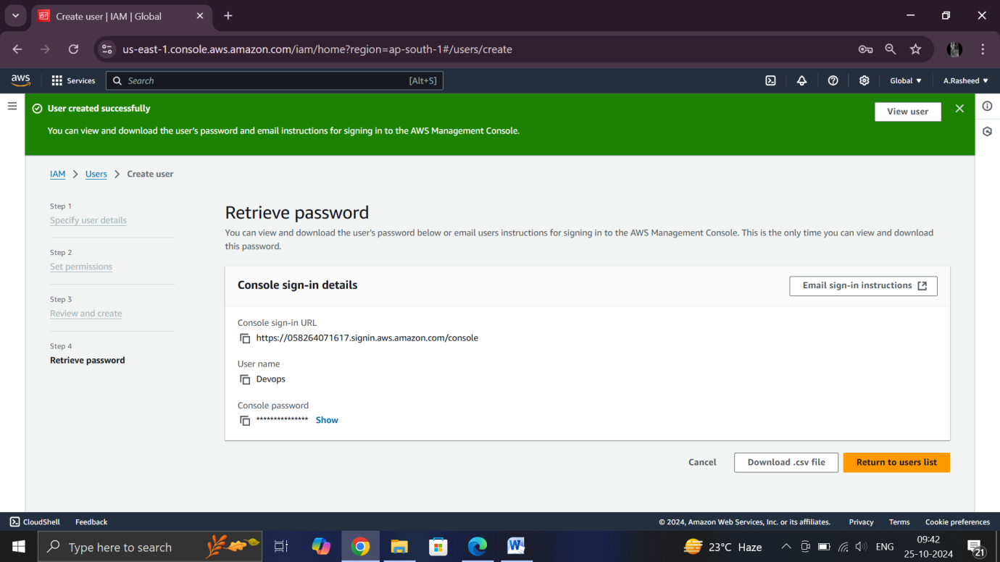 Create user | IAM | Global
us-east-1.console.aws.amazon.com/iam/home?region=ap-south-1#/users/create
aws
Services
Search
[Alt+S]
Global
A.Rasheed
User created successfully
View user
You can view and download the user's password and email instructions for signing in to the AWS Management Console.
IAM
Users
Create user
Step 1
Specify user details
Step 2
Set permissions
Step 3
Review and create
Step 4
Retrieve password
Retrieve password
You can view and download the user's password below or email users instructions for signing in to the AWS Management Console. This is the only time you can view and download
this password.
Console sign-in details
Email sign-in instructions
Console sign-in URL
https://058264071617.signin.aws.amazon.com/console
User name
Devops
Console password
*************** Show
Cancel
Download .csv file
Return to users list
CloudShell
Feedback
© 2024, Amazon Web Services, Inc. or its affiliates.
Privacy
Terms
Cookie preferences
Type here to search
23°C Haze
ENG
09:42
25-10-2024
21